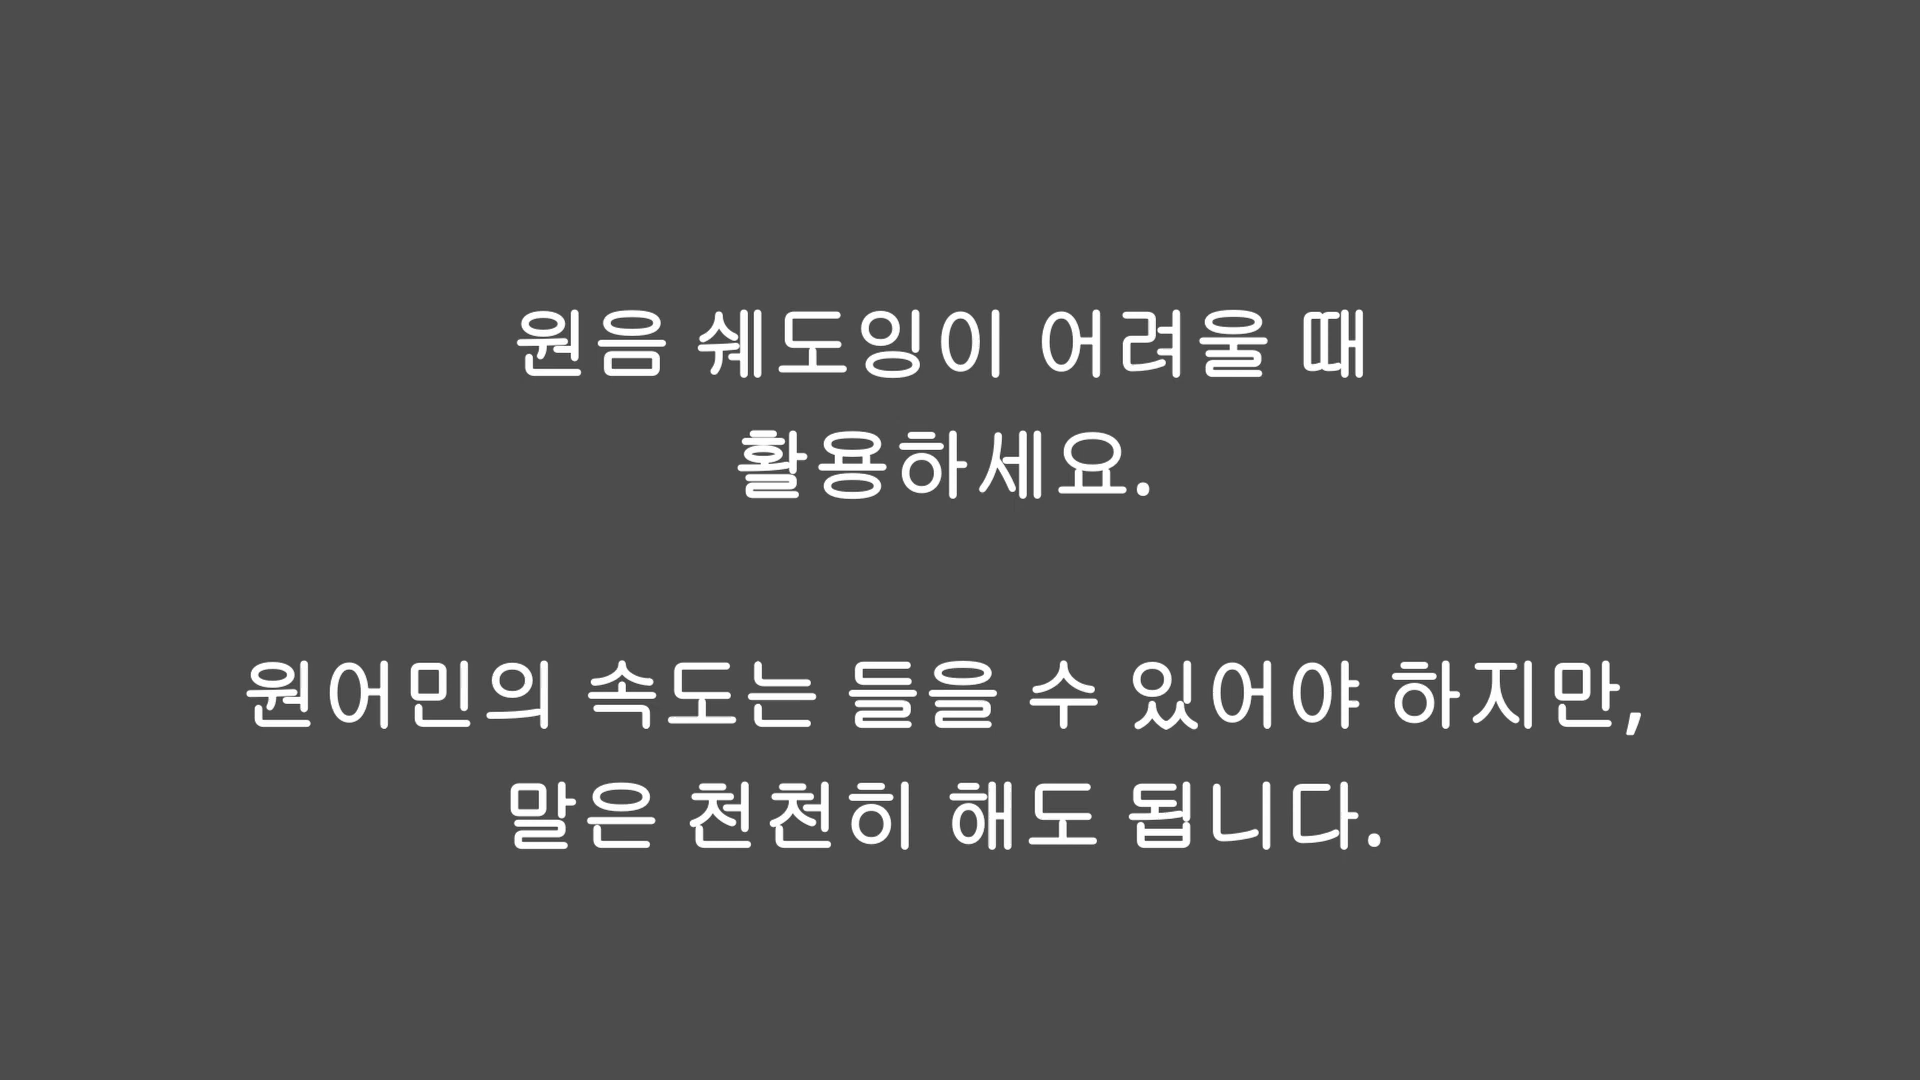 원음 쉐도잉이 어려울 때
활용하세요.
원어민의 속도는 들을 수 있어야 하지만,
말은 천천히 해도 됩니다.